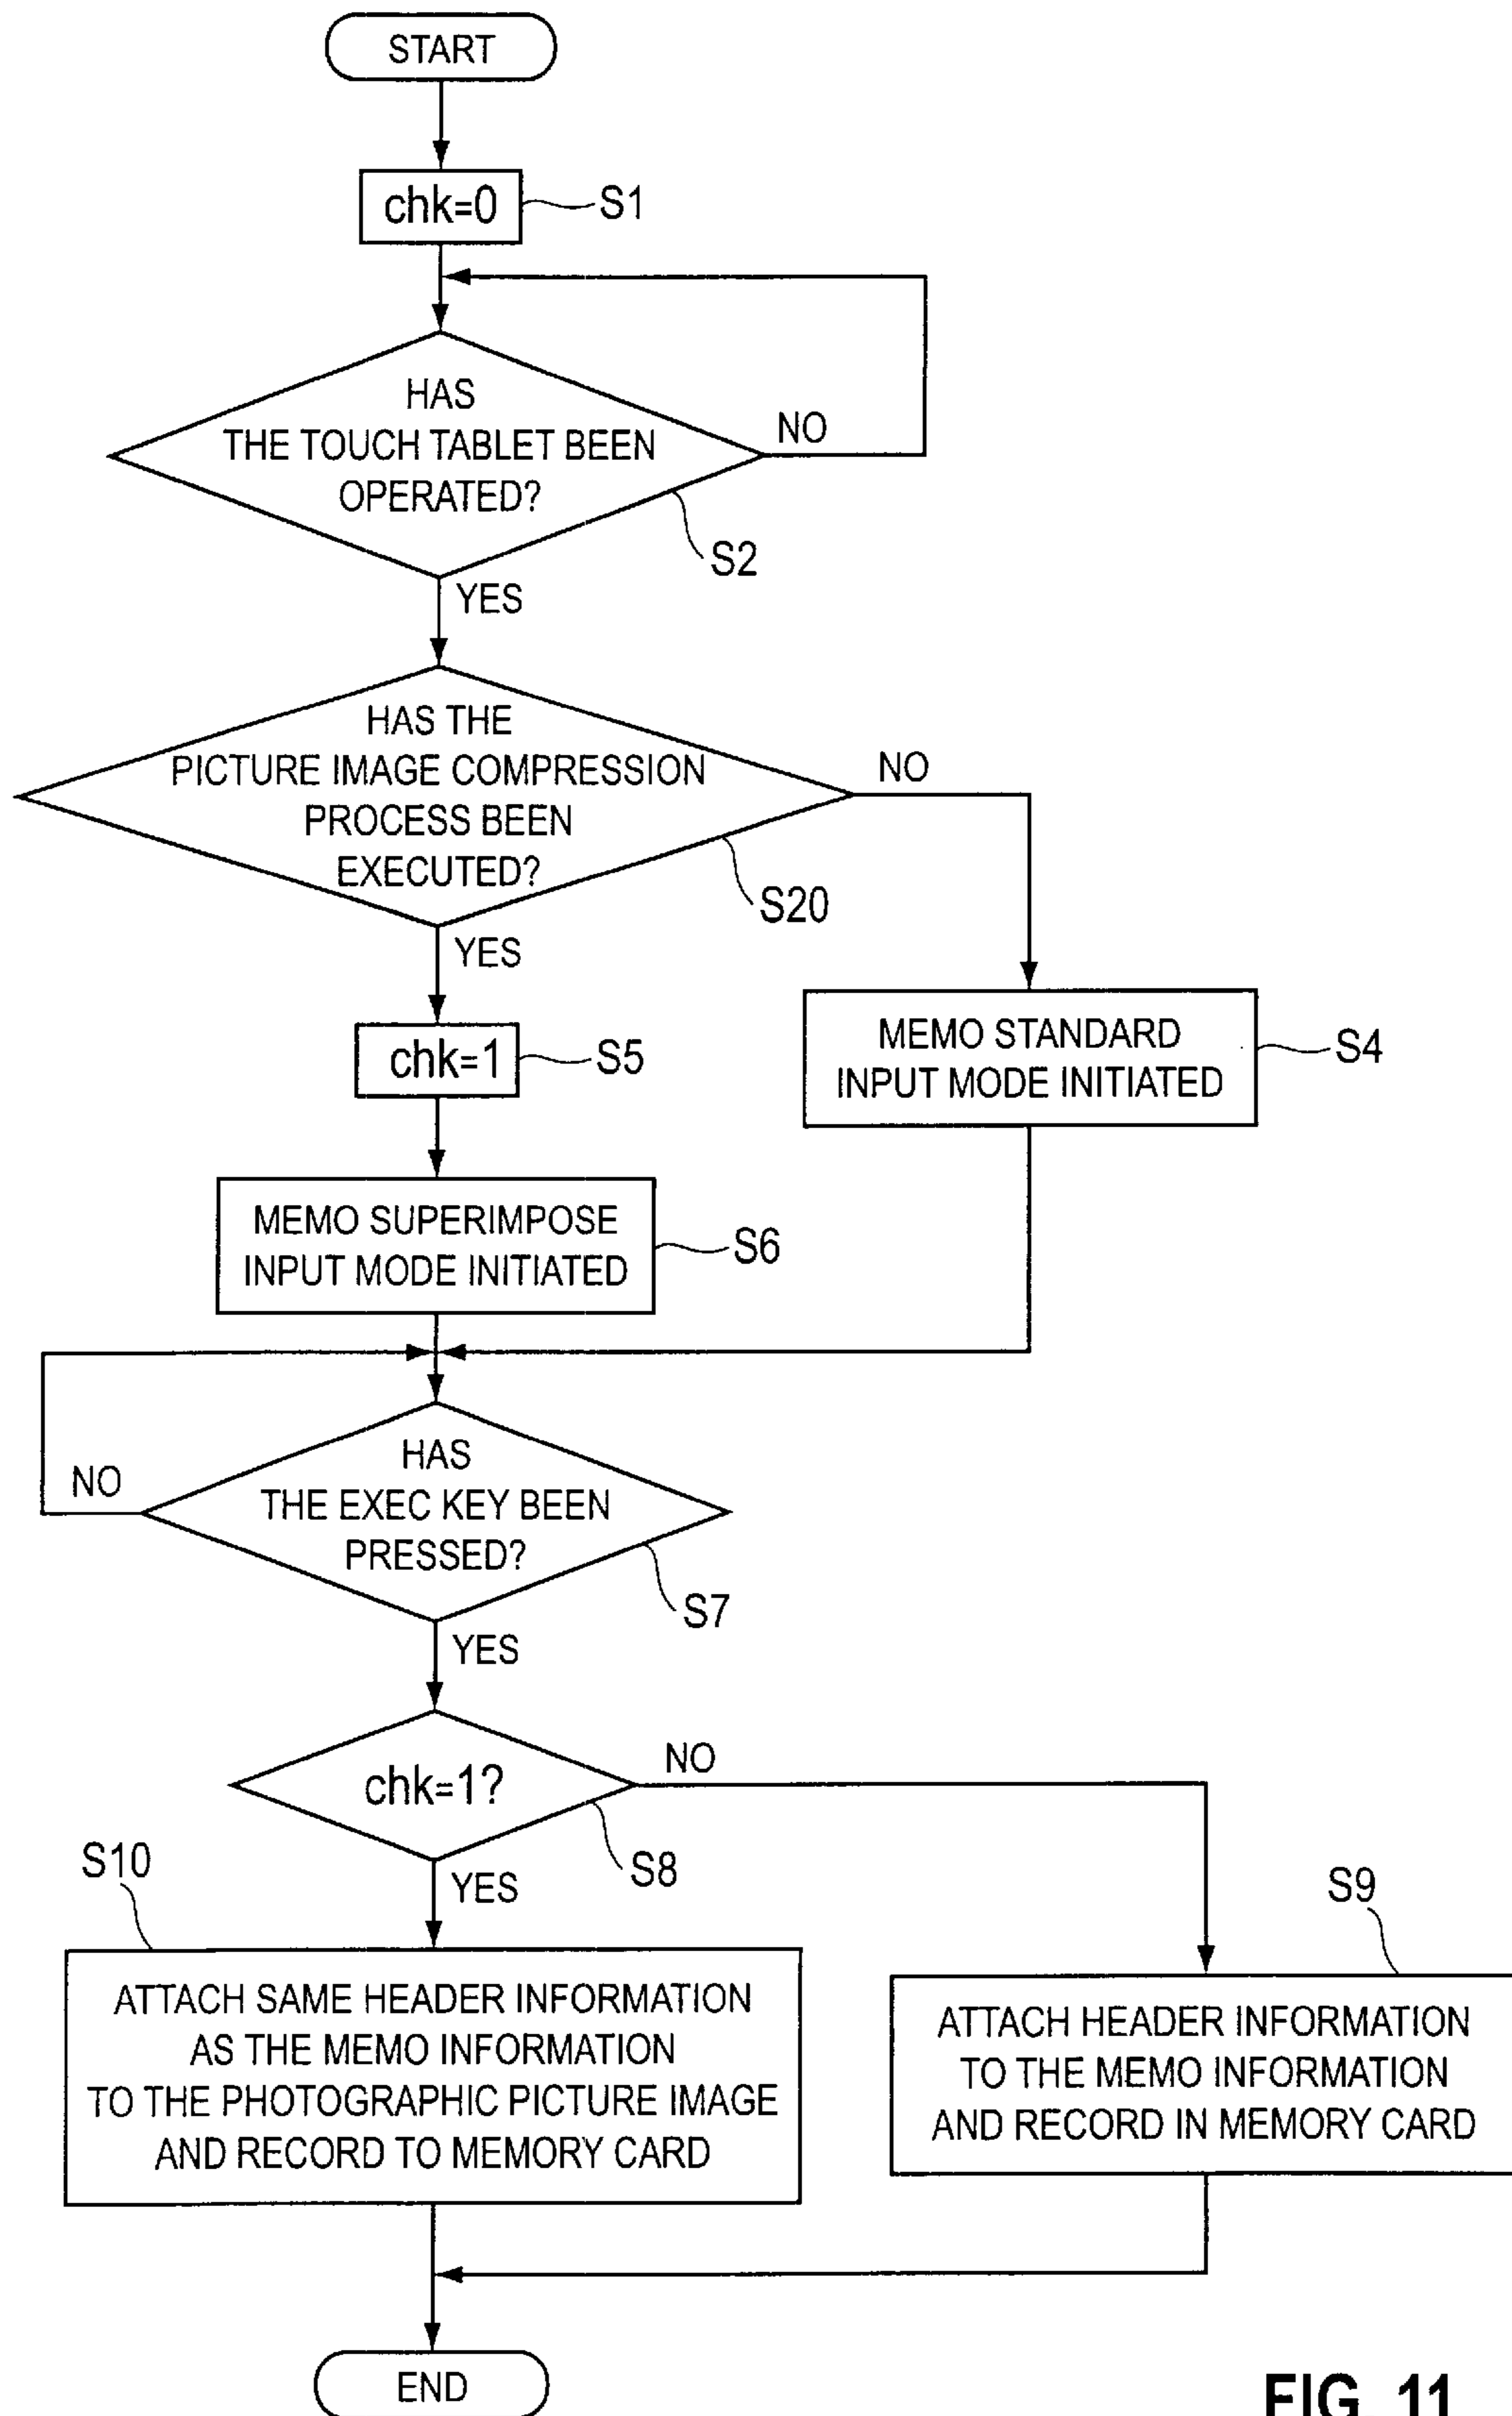 START
chk=0
S1
HAS
THE TOUCH TABLET BEEN
OPERATED?
NO
S2
YES
HAS THE
PICTURE IMAGE COMPRESSION
PROCESS BEEN
EXECUTED?
NO
S20
YES
chk=1
S5
MEMO STANDARD
INPUT MODE INITIATED
S4
MEMO SUPERIMPOSE
INPUT MODE INITIATED
S6
HAS
THE EXEC KEY BEEN
PRESSED?
NO
S7
YES
chk=1?
NO
S8
YES
S10
ATTACH SAME HEADER INFORMATION
AS THE MEMO INFORMATION
TO THE PHOTOGRAPHIC PICTURE IMAGE
AND RECORD TO MEMORY CARD
S9
ATTACH HEADER INFORMATION
TO THE MEMO INFORMATION
AND RECORD IN MEMORY CARD
END
FIG. 11